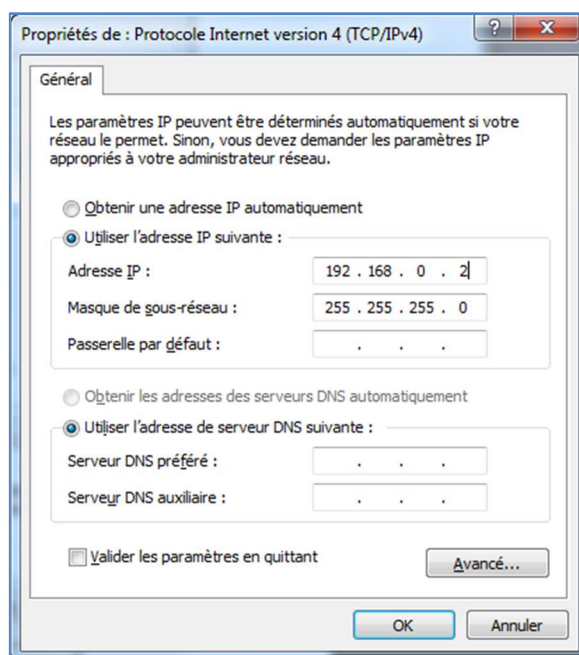 Propriétés de : Protocole Internet version 4 (TCP/IPv4)
Général
Les paramètres IP peuvent être déterminés automatiquement si votre
réseau le permet. Sinon, vous devez demander les paramètres IP
appropriés à votre administrateur réseau.
Obtenir une adresse IP automatiquement
Utiliser l'adresse IP suivante :
Adresse IP : 192 . 168 . 0 . 2
Masque de sous-réseau : 255 . 255 . 255 . 0
Passerelle par défaut : . . .
Obtenir les adresses des serveurs DNS automatiquement
Utiliser l'adresse de serveur DNS suivante :
Serveur DNS préféré : . . .
Serveur DNS auxiliaire : . . .
Valider les paramètres en quittant
Avancé...
OK Annuler